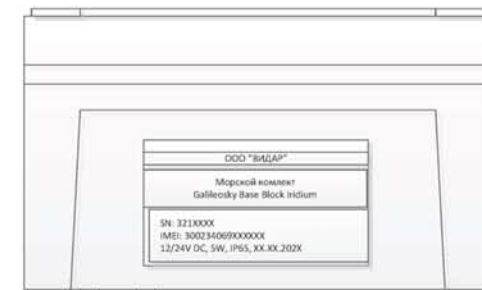 ООО "ВИДАР"
Морской комлект
Galileosky Base Block Iridium
SN: 321XXXX
IMEI: 300234069XXXXXX
12/24V DC, 5W, IP65, XX.XX.202X